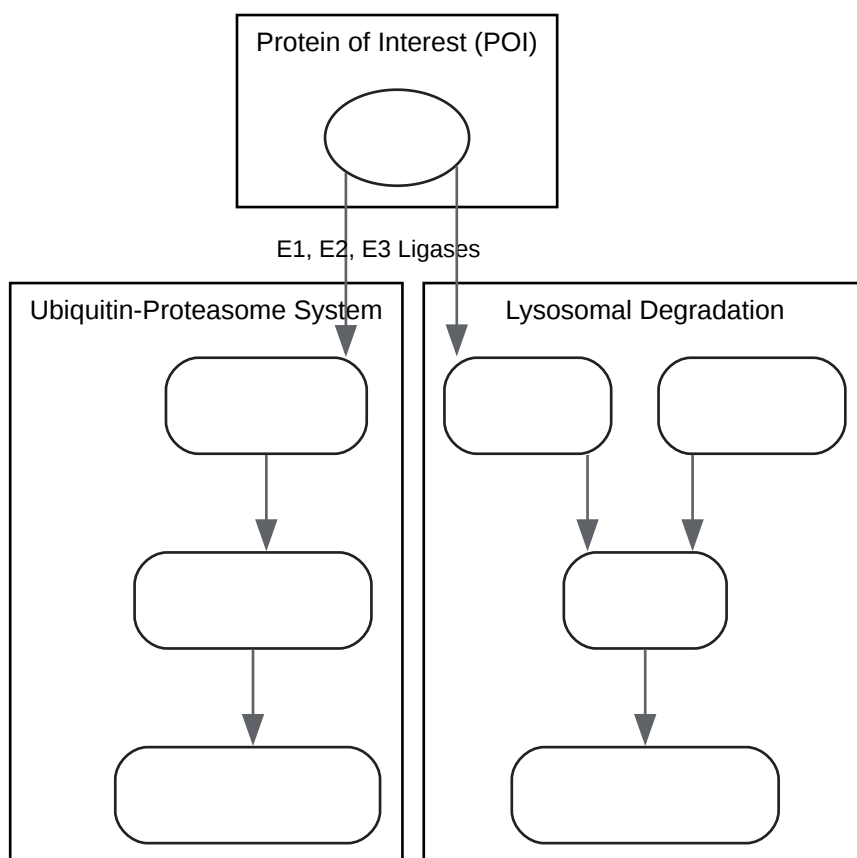 Protein of Interest (POI)
E1, E2, E3 Ligases
Ubiquitin-Proteasome System
Lysosomal Degradation